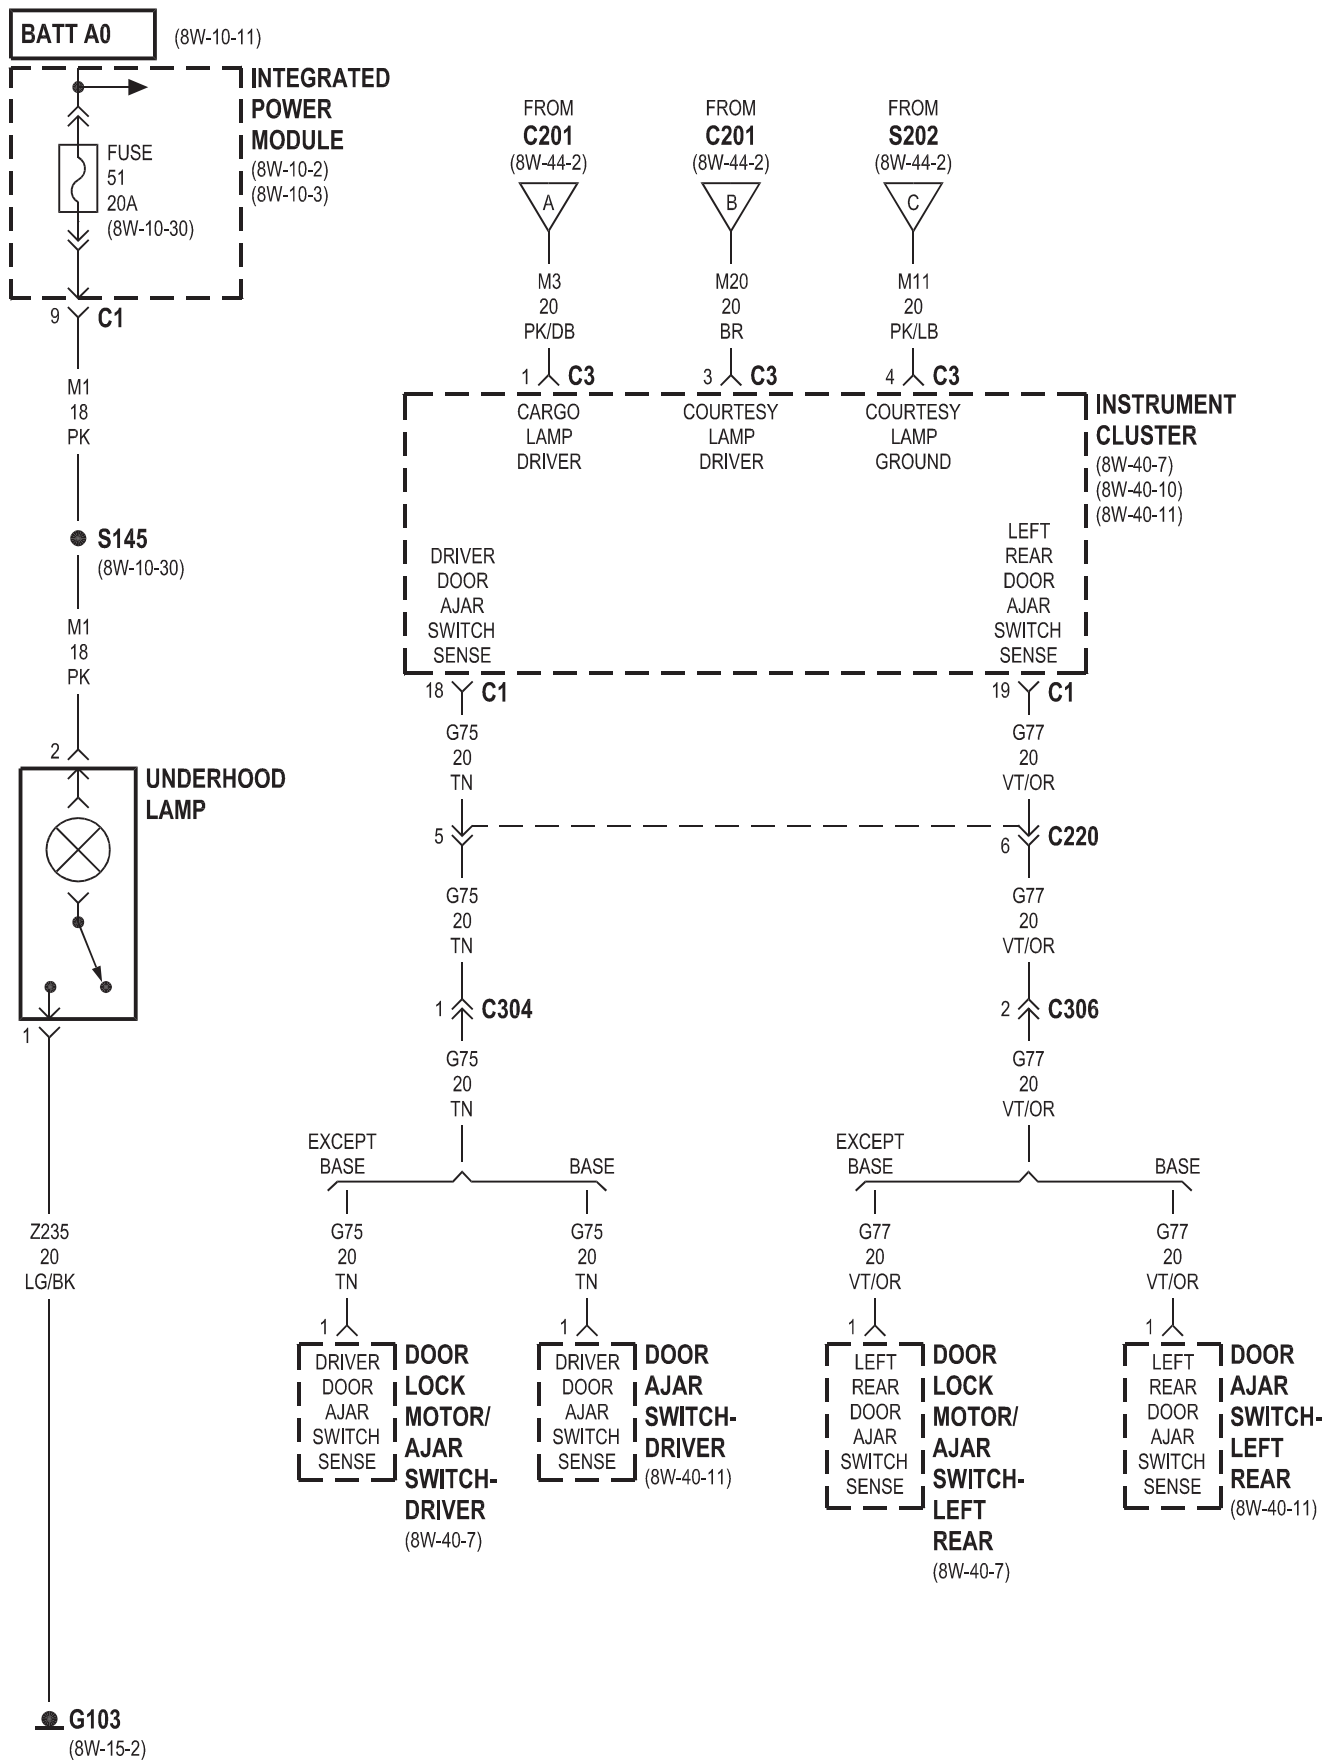 BATT A0
(8W-10-11)
INTEGRATED
POWER
MODULE
(8W-10-2)
(8W-10-3)
FUSE
51
20A
(8W-10-30)
9
C1
M1
18
PK
S145
(8W-10-30)
M1
18
PK
2
UNDERHOOD
LAMP
1
Z235
20
LG/BK
G103
(8W-15-2)
FROM
C201
(8W-44-2)
A
M3
20
PK/DB
1
C3
FROM
C201
(8W-44-2)
B
M20
20
BR
3
C3
FROM
S202
(8W-44-2)
C
M11
20
PK/LB
4
C3
CARGO
LAMP
DRIVER
COURTESY
LAMP
DRIVER
COURTESY
LAMP
GROUND
INSTRUMENT
CLUSTER
(8W-40-7)
(8W-40-10)
(8W-40-11)
DRIVER
DOOR
AJAR
SWITCH
SENSE
LEFT
REAR
DOOR
AJAR
SWITCH
SENSE
18
C1
G75
20
TN
5
G75
20
TN
1
C304
G75
20
TN
19
C1
G77
20
VT/OR
6
C220
G77
20
VT/OR
2
C306
G77
20
VT/OR
EXCEPT
BASE
G75
20
TN
1
DRIVER
DOOR
AJAR
SWITCH
SENSE
DOOR
LOCK
MOTOR/
AJAR
SWITCH-
DRIVER
(8W-40-7)
BASE
G75
20
TN
1
DRIVER
DOOR
AJAR
SWITCH
SENSE
DOOR
AJAR
SWITCH-
DRIVER
(8W-40-11)
EXCEPT
BASE
G77
20
VT/OR
1
LEFT
REAR
DOOR
AJAR
SWITCH
SENSE
DOOR
LOCK
MOTOR/
AJAR
SWITCH-
LEFT
REAR
(8W-40-7)
BASE
G77
20
VT/OR
1
LEFT
REAR
DOOR
AJAR
SWITCH
SENSE
DOOR
AJAR
SWITCH-
LEFT
REAR
(8W-40-11)